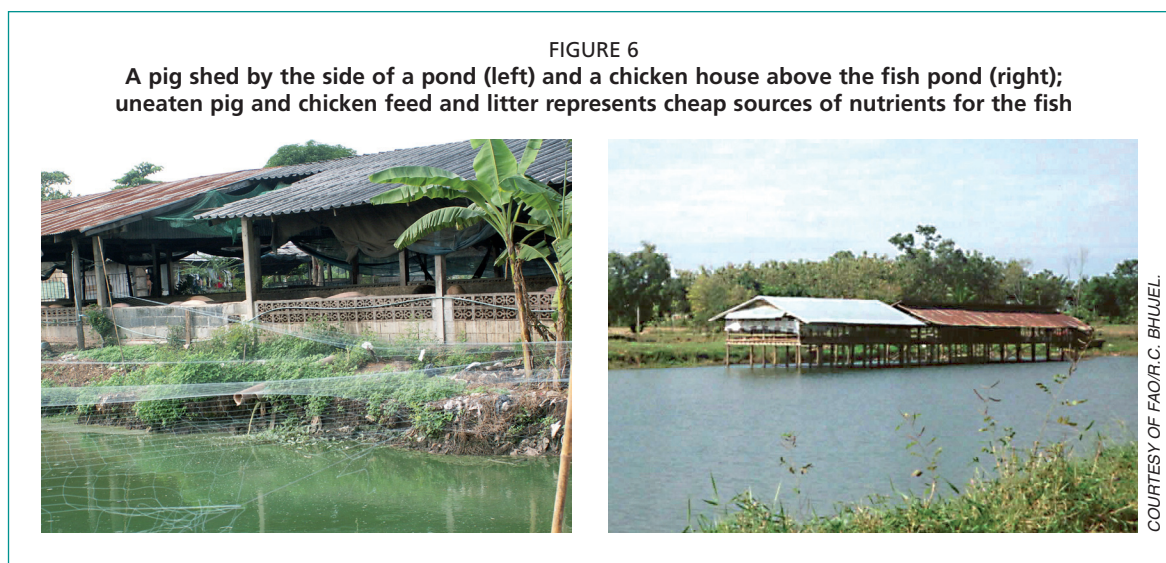 FIGURE 6
A pig shed by the side of a pond (left) and a chicken house above the fish pond (right);
uneaten pig and chicken feed and litter represents cheap sources of nutrients for the fish
COURTESY OF FAO/R.C. BHUJEL.